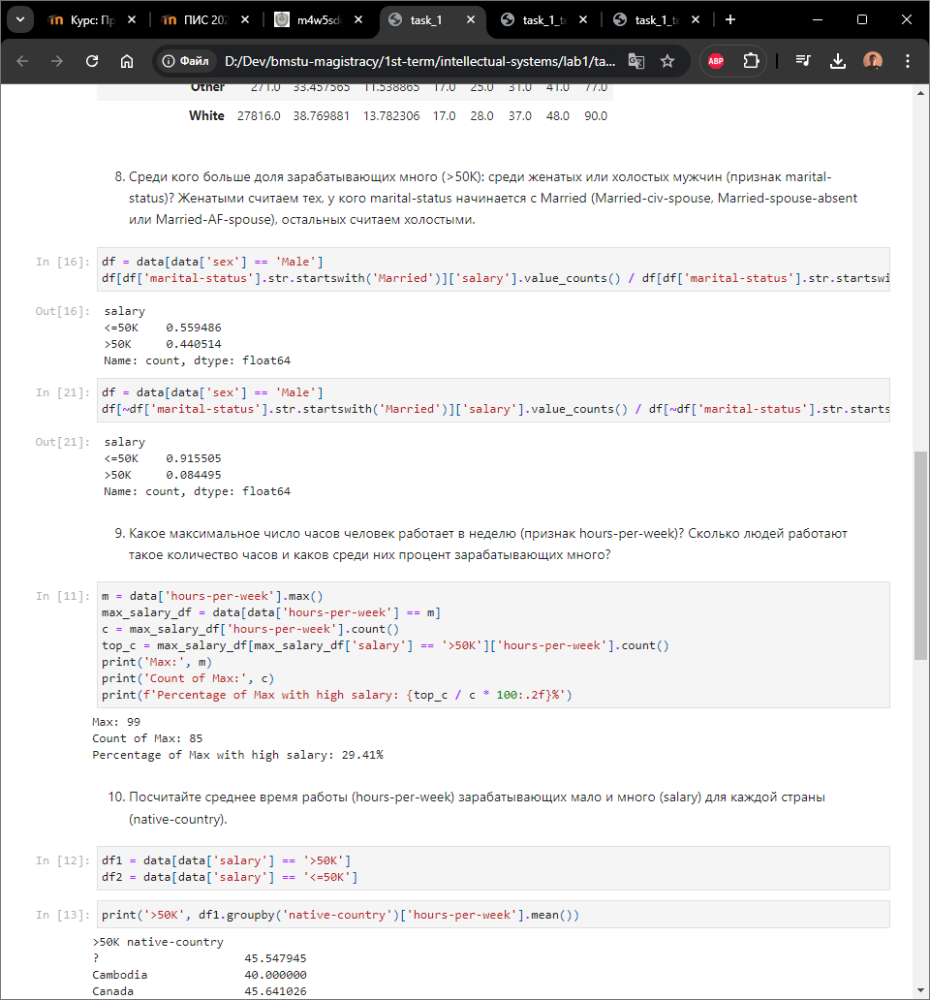 Курс: Пр
ПИС 202
m4w5sd
task_1
task_1_t
task_1_t
Файл
D:/Dev/bmstu-magistracy/1st-term/intellectual-systems/lab1/ta...
ABP
Other 271.0 33.457565 11.538865 17.0 25.0 31.0 41.0 77.0
White 27816.0 38.769881 13.782306 17.0 28.0 37.0 48.0 90.0
8. Среди кого больше доля зарабатывающих много (>50K): среди женатых или холостых мужчин (признак marital-
status)? Женатыми считаем тех, у кого marital-status начинается с Married (Married-civ-spouse, Married-spouse-absent
или Married-AF-spouse), остальных считаем холостыми.
In [16]:
df = data[data['sex'] == 'Male']
df[df['marital-status'].str.startswith('Married')]['salary'].value_counts() / df[df['marital-status'].str.startswi
Out[16]:
salary
<=50K 0.559486
>50K 0.440514
Name: count, dtype: float64
In [21]:
df = data[data['sex'] == 'Male']
df[~df['marital-status'].str.startswith('Married')]['salary'].value_counts() / df[~df['marital-status'].str.starts
Out[21]:
salary
<=50K 0.915505
>50K 0.084495
Name: count, dtype: float64
9. Какое максимальное число часов человек работает в неделю (признак hours-per-week)? Сколько людей работают
такое количество часов и каков среди них процент зарабатывающих много?
In [11]:
m = data['hours-per-week'].max()
max_salary_df = data[data['hours-per-week'] == m]
c = max_salary_df['hours-per-week'].count()
top_c = max_salary_df[max_salary_df['salary'] == '>50K']['hours-per-week'].count()
print('Max:', m)
print('Count of Max:', c)
print(f'Percentage of Max with high salary: {top_c / c * 100:.2f}%')
Max: 99
Count of Max: 85
Percentage of Max with high salary: 29.41%
10. Посчитайте среднее время работы (hours-per-week) зарабатывающих мало и много (salary) для каждой страны
(native-country).
In [12]:
df1 = data[data['salary'] == '>50K']
df2 = data[data['salary'] == '<=50K']
In [13]:
print('>50K', df1.groupby('native-country')['hours-per-week'].mean())
>50K native-country
? 45.547945
Cambodia 40.000000
Canada 45.641026